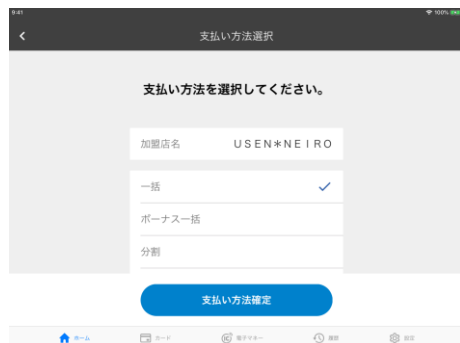 9:41 100%
支払い方法選択
支払い方法を選択してください。
加盟店名 ＵＳＥＮ＊ＮＥＩＲＯ
一括
ボーナス一括
分割
支払い方法確定
ホーム カード 電子マネー 履歴 設定